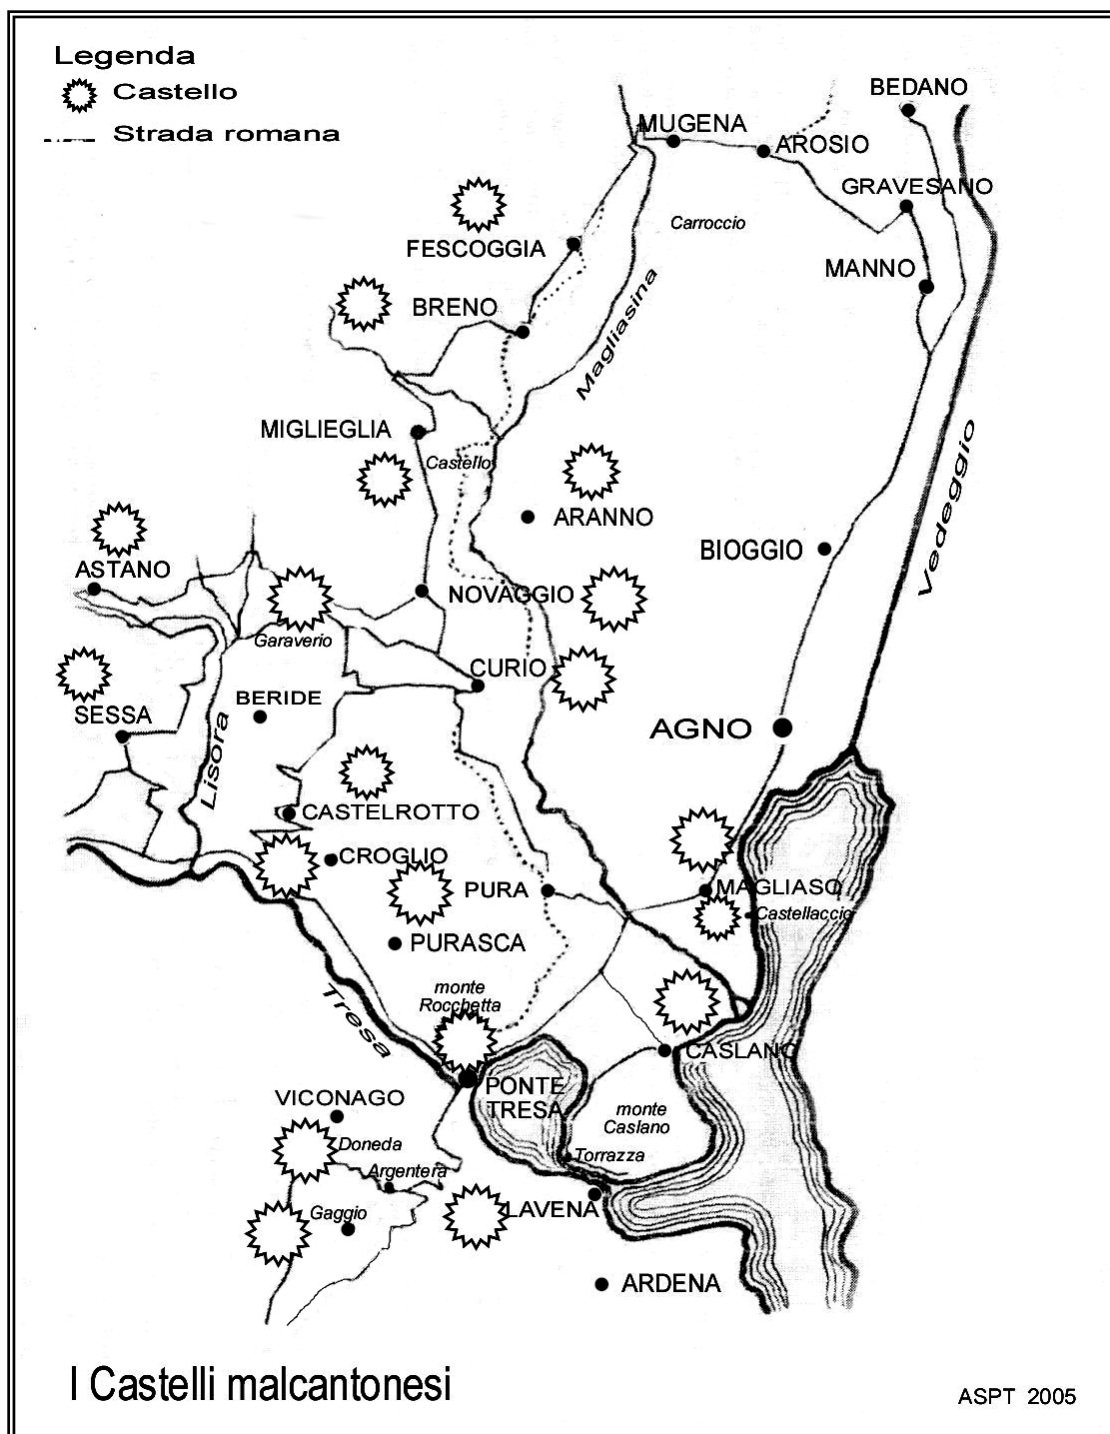 Legenda
Castello
Strada romana
BEDANO
MUGENA
AROSIO
GRAVESANO
Carroccio
FESCOGGIA
MANNO
BRENO
Magliasina
MIGLIEGLIA
Castello
ARANNO
Vedeggio
BIOGGIO
ASTANO
NOVAGGIO
Garaverio
CURIO
BERIDE
SESSA
AGNO
Lisora
CASTELROTTO
CROGLIO
PURA
MAGLIASO
Castellaccio
PURASCA
monte
Rocchetta
Tresa
CASLANO
PONTE
TRESA
VICONAGO
monte
Caslano
Doneda
Torrazza
Argentera
Gaggio
LAVENA
ARDENA
I Castelli malcantonesi
ASPT 2005